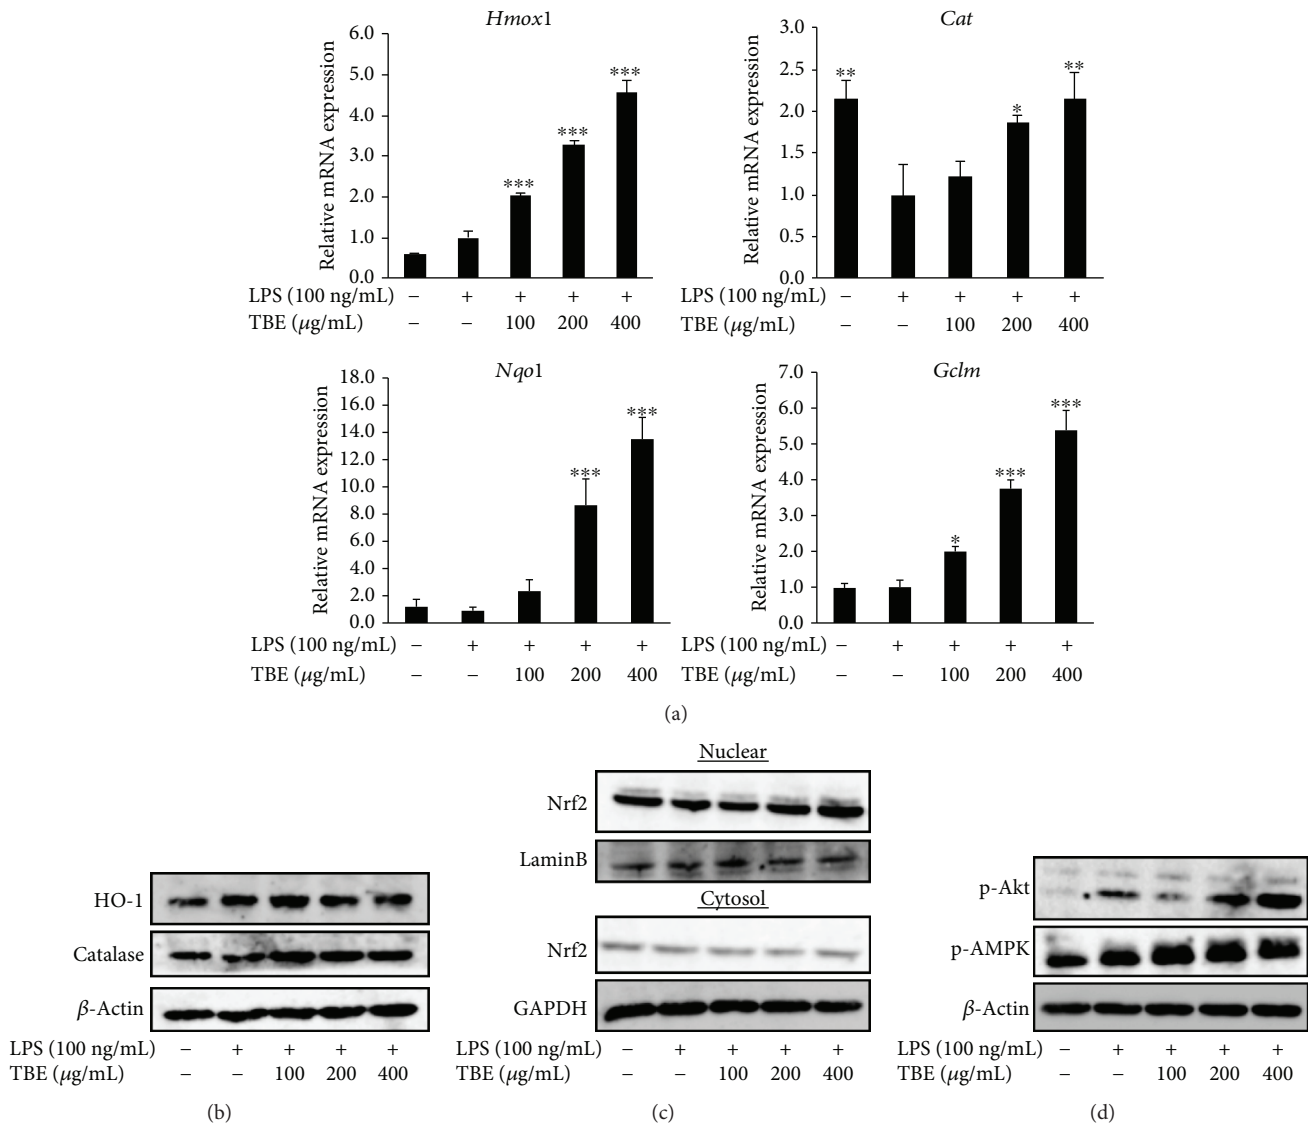 Hmox1
Relative mRNA expression
6.0
5.0
4.0
3.0
2.0
1.0
0.0
***
***
***
LPS (100 ng/mL) − + + + +
TBE (μg/mL) − − 100 200 400
Cat
Relative mRNA expression
3.0
2.5
2.0
1.5
1.0
0.5
0.0
**
*
**
LPS (100 ng/mL) − + + + +
TBE (μg/mL) − − 100 200 400
Nqo1
Relative mRNA expression
18.0
16.0
14.0
12.0
10.0
8.0
6.0
4.0
2.0
0.0
***
***
LPS (100 ng/mL) − + + + +
TBE (μg/mL) − − 100 200 400
Gclm
Relative mRNA expression
7.0
6.0
5.0
4.0
3.0
2.0
1.0
0.0
*
***
***
LPS (100 ng/mL) − + + + +
TBE (μg/mL) − − 100 200 400
(a)
HO-1
Catalase
β-Actin
LPS (100 ng/mL) − + + + +
TBE (μg/mL) − − 100 200 400
(b)
Nuclear
Nrf2
LaminB
Cytosol
Nrf2
GAPDH
LPS (100 ng/mL) − + + + +
TBE (μg/mL) − − 100 200 400
(c)
p-Akt
p-AMPK
β-Actin
LPS (100 ng/mL) − + + + +
TBE (μg/mL) − − 100 200 400
(d)